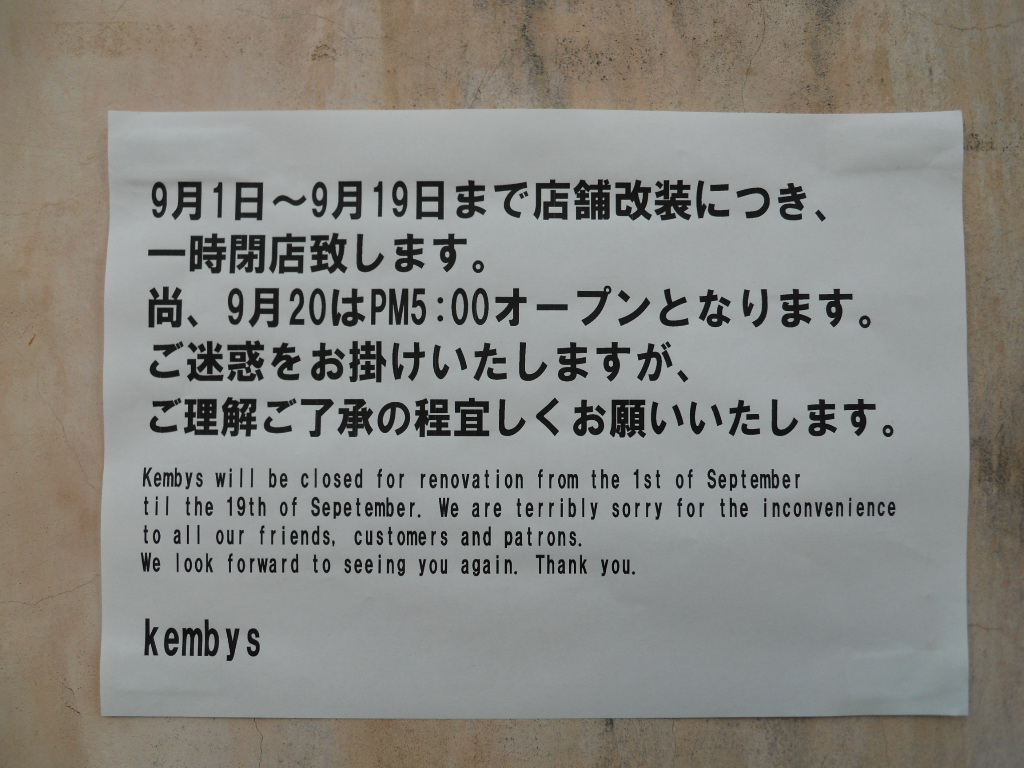 9月1日～9月19日まで店舗改装につき、
一時閉店致します。
尚、9月20はPM5:00オープンとなります。
ご迷惑をお掛けいたしますが、
ご理解ご了承の程宜しくお願いいたします。
Kembys will be closed for renovation from the 1st of September
til the 19th of Sepetember. We are terribly sorry for the inconvenience
to all our friends, customers and patrons.
We look forward to seeing you again. Thank you.
kembys